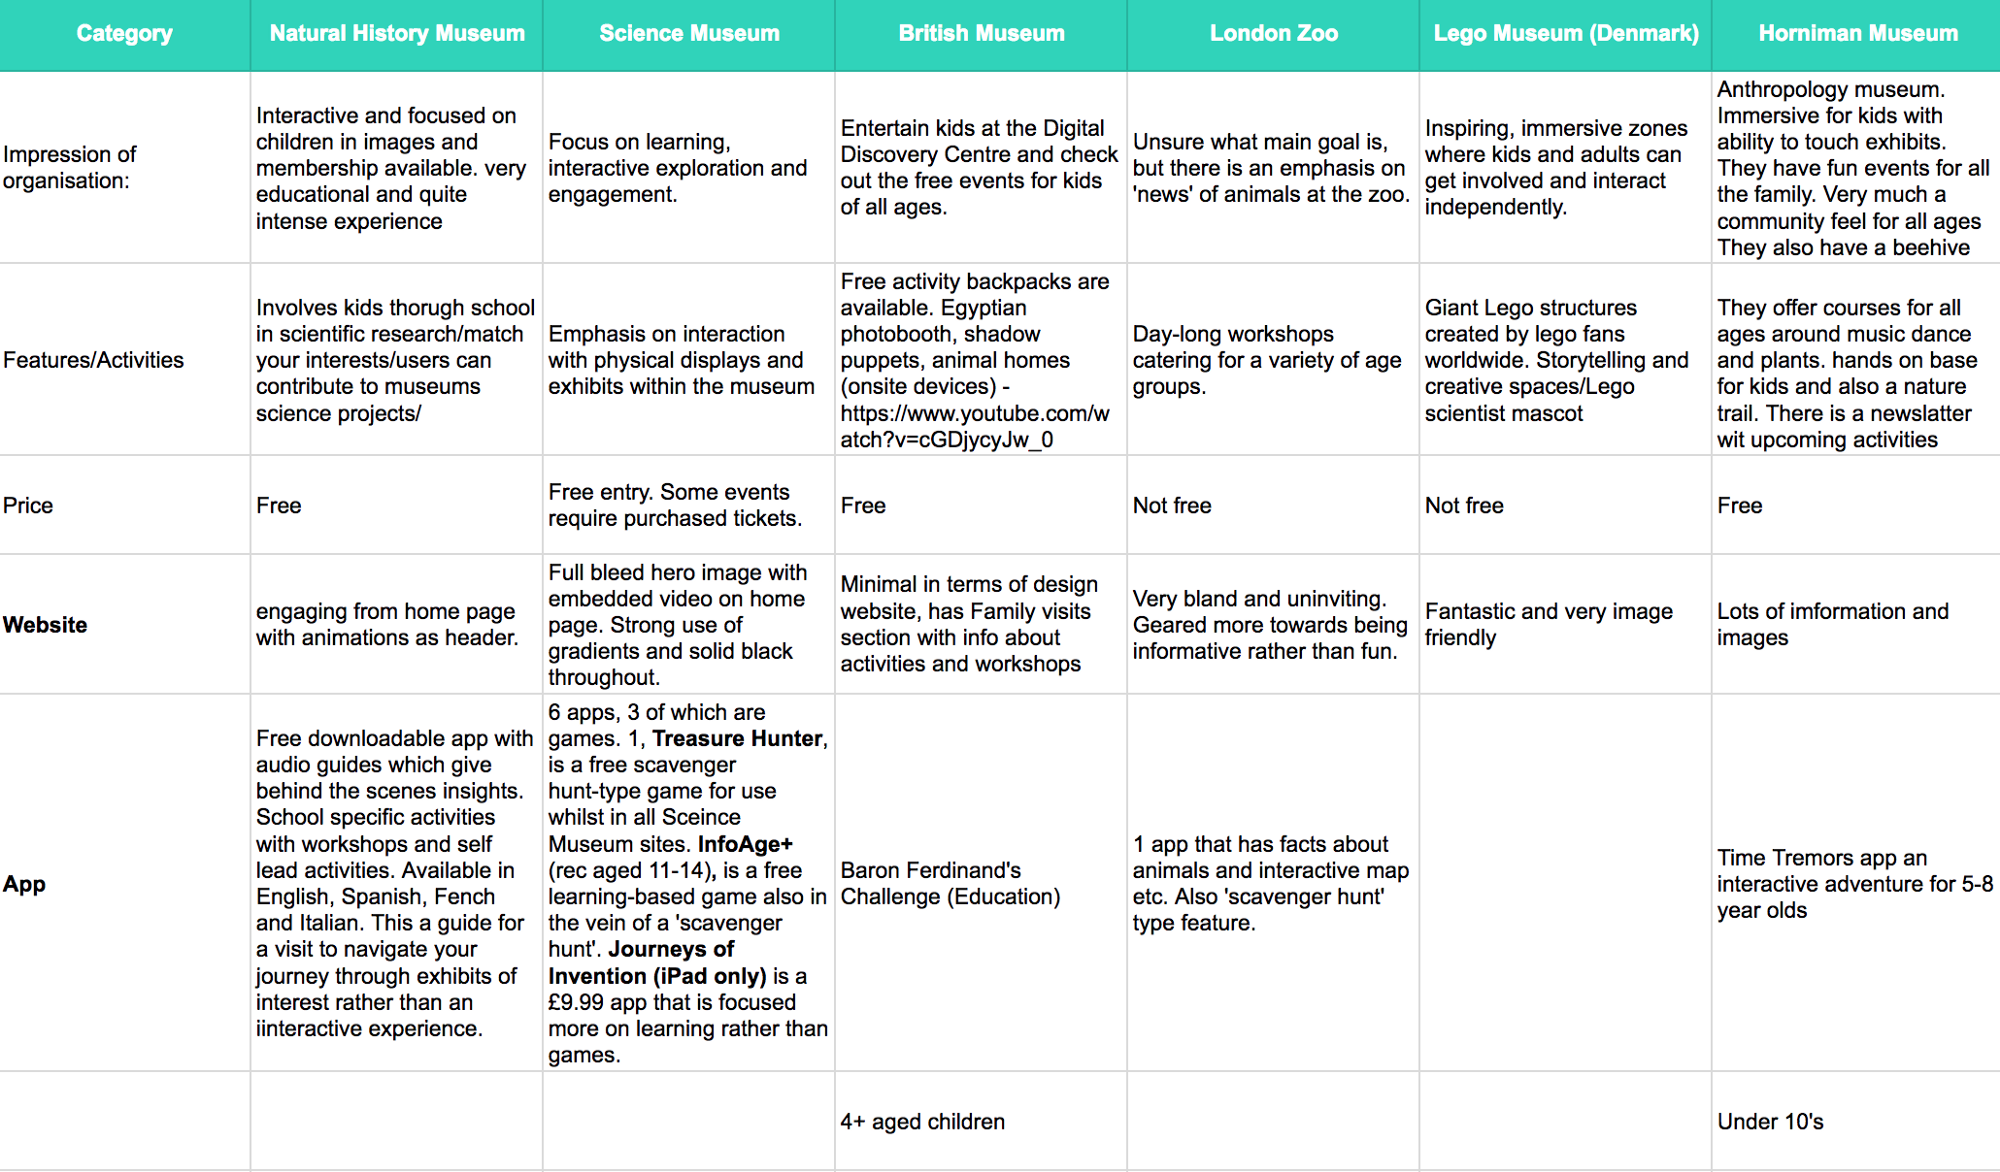 Category
Natural History Museum
Science Museum
British Museum
London Zoo
Lego Museum (Denmark)
Horniman Museum
Impression of
organisation:
Interactive and focused on
children in images and
membership available. very
educational and quite
intense experience
Focus on learning,
interactive exploration and
engagement.
Entertain kids at the Digital
Discovery Centre and check
out the free events for kids
of all ages.
Unsure what main goal is,
but there is an emphasis on
'news' of animals at the zoo.
Inspiring, immersive zones
where kids and adults can
get involved and interact
independently.
Anthropology museum.
Immersive for kids with
ability to touch exhibits.
They have fun events for all
the family. Very much a
community feel for all ages
They also have a beehive
Features/Activities
Involves kids thorugh school
in scientific research/match
your interests/users can
contribute to museums
science projects/
Emphasis on interaction
with physical displays and
exhibits within the museum
Free activity backpacks are
available. Egyptian
photobooth, shadow
puppets, animal homes
(onsite devices) -
https://www.youtube.com/w
atch?v=cGDjycyJw_0
Day-long workshops
catering for a variety of age
groups.
Giant Lego structures
created by lego fans
worldwide. Storytelling and
creative spaces/Lego
scientist mascot
They offer courses for all
ages around music dance
and plants. hands on base
for kids and also a nature
trail. There is a newslatter
wit upcoming activities
Price
Free
Free entry. Some events
require purchased tickets.
Free
Not free
Not free
Free
Website
engaging from home page
with animations as header.
Full bleed hero image with
embedded video on home
page. Strong use of
gradients and solid black
throughout.
Minimal in terms of design
website, has Family visits
section with info about
activities and workshops
Very bland and uninviting.
Geared more towards being
informative rather than fun.
Fantastic and very image
friendly
Lots of imformation and
images
App
Free downloadable app with
audio guides which give
behind the scenes insights.
School specific activities
with workshops and self
lead activities. Available in
English, Spanish, Fench
and Italian. This a guide for
a visit to navigate your
journey through exhibits of
interest rather than an
iinteractive experience.
6 apps, 3 of which are
games. 1, Treasure Hunter,
is a free scavenger
hunt-type game for use
whilst in all Sceince
Museum sites. InfoAge+
(rec aged 11-14), is a free
learning-based game also in
the vein of a 'scavenger
hunt'. Journeys of
Invention (iPad only) is a
£9.99 app that is focused
more on learning rather than
games.
Baron Ferdinand's
Challenge (Education)
1 app that has facts about
animals and interactive map
etc. Also 'scavenger hunt'
type feature.
Time Tremors app an
interactive adventure for 5-8
year olds
4+ aged children
Under 10's